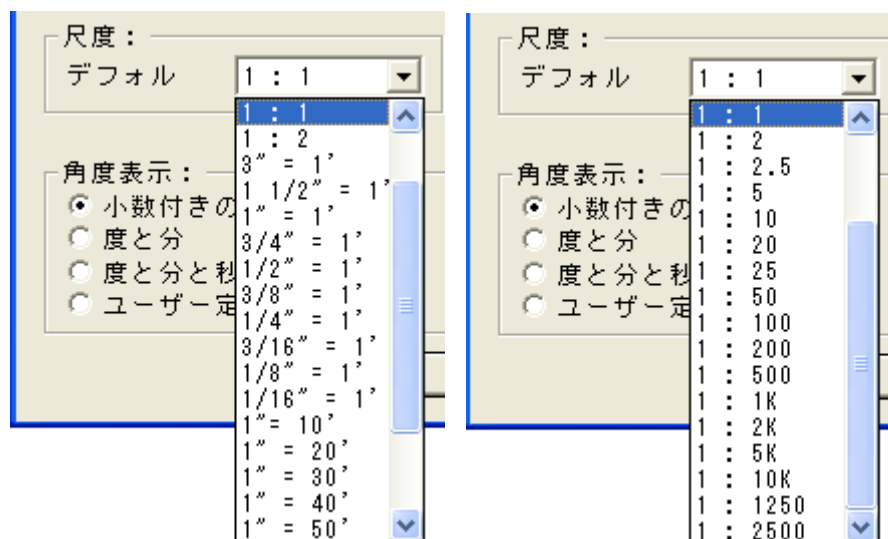 尺度：
デフォル
1 : 1
1 : 1
1 : 2
3" = 1'
1 1/2" = 1'
1" = 1'
3/4" = 1'
1/2" = 1'
3/8" = 1'
1/4" = 1'
3/16" = 1'
1/8" = 1'
1/16" = 1'
1"= 10'
1" = 20'
1" = 30'
1" = 40'
1" = 50'
角度表示：
小数付きの
度と分
度と分と秒
ユーザー定
尺度：
デフォル
1 : 1
1 : 1
1 : 2
1 : 2.5
1 : 5
1 : 10
1 : 20
1 : 25
1 : 50
1 : 100
1 : 200
1 : 500
1 : 1K
1 : 2K
1 : 5K
1 : 10K
1 : 1250
1 : 2500
角度表示：
小数付きの
度と分
度と分と秒
ユーザー定